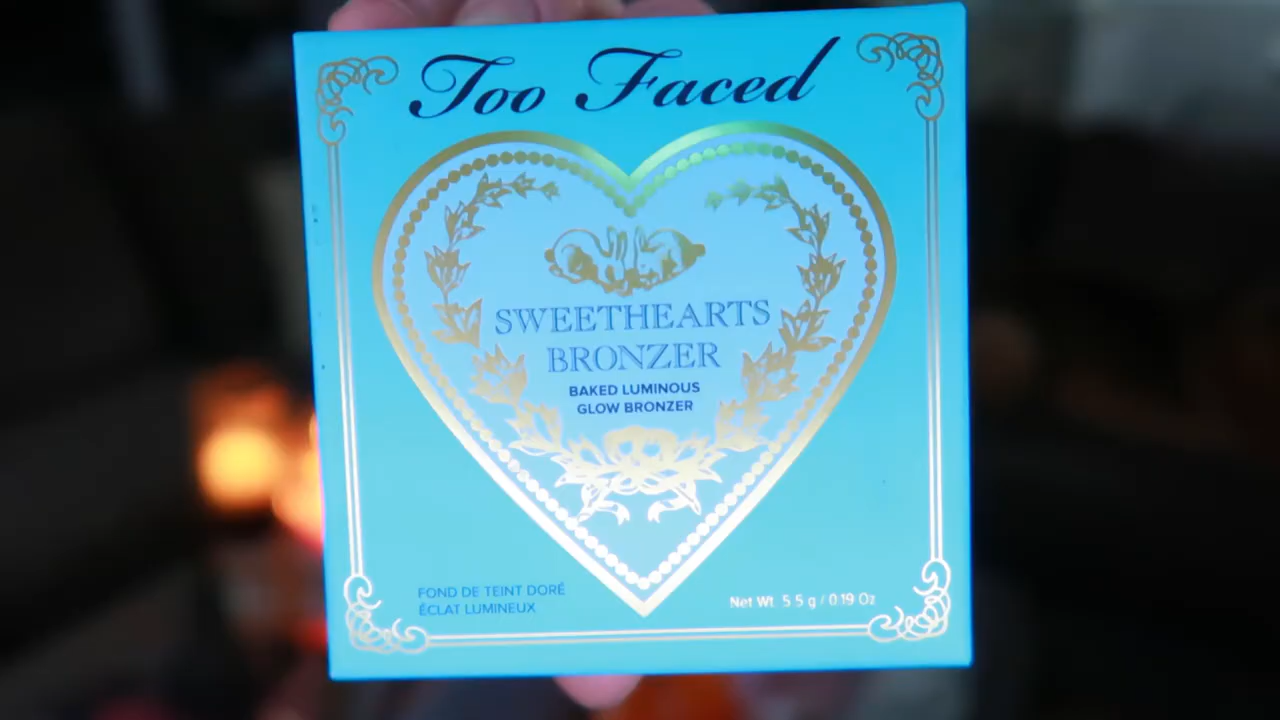 Too Faced
SWEETHEARTS
BRONZER
BAKED LUMINOUS
GLOW BRONZER
FOND DE TEINT DORÉ
ÉCLAT LUMINEUX
Net Wt. 5.5 g / 0.19 Oz